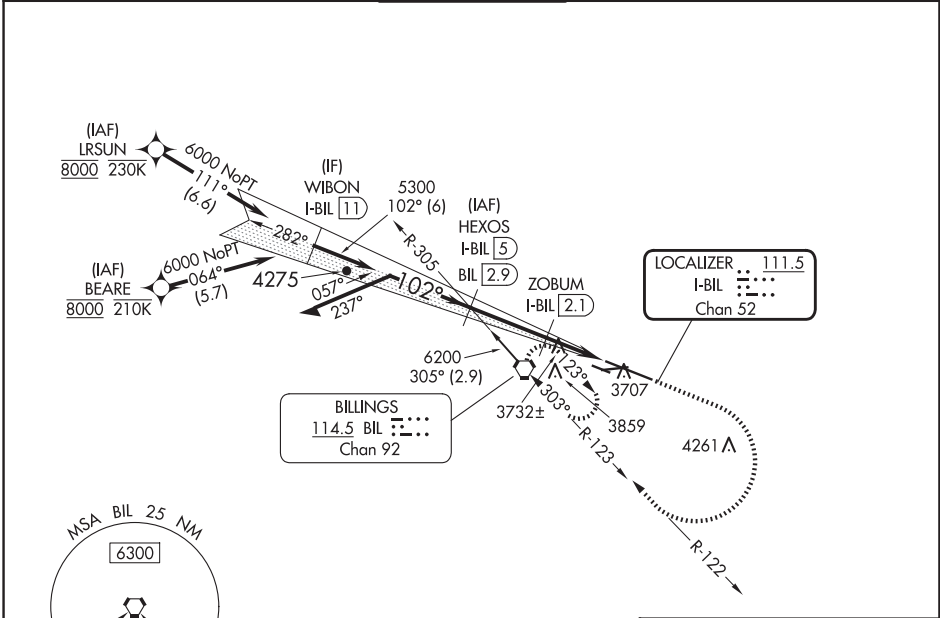 (IAF)
LRSUN
8000 230K
6000 NoPT
111°
(6.6)
(IF)
WIBON
I-BIL 11
5300
102° (6)
(IAF)
HEXOS
I-BIL 5
BIL 2.9
R-305
282°
(IAF)
BEARE
8000 210K
6000 NoPT
064°
(5.7)
4275
057°
237°
102°
ZOBUM
I-BIL 2.1
LOCALIZER 111.5
I-BIL
Chan 52
6200
305° (2.9)
123°
303°
3732±
3859
3707
4261
R-123
R-122
BILLINGS
114.5 BIL
Chan 92
MSA BIL 25 NM
6300